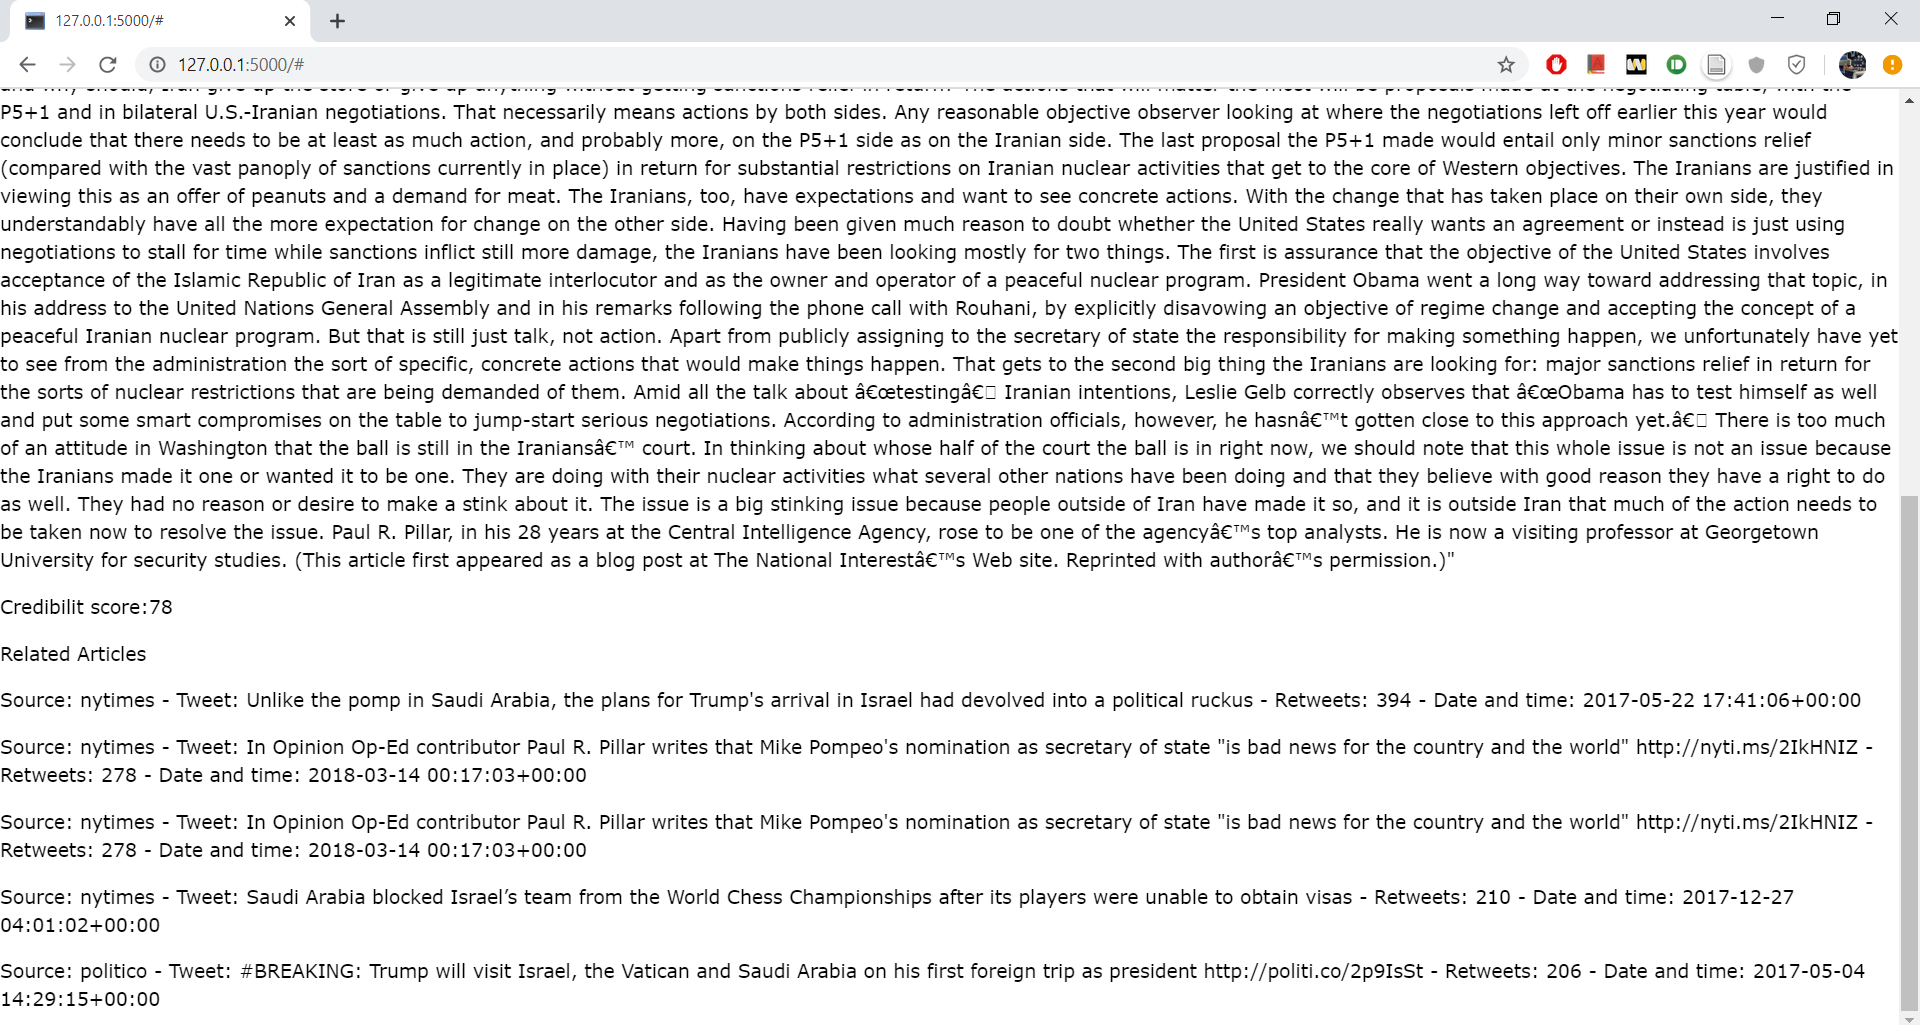 127.0.0.1:5000/#
127.0.0.1:5000/#
and why should, Iran give up the store or give up anything without getting sanctions relief in return? The actions that will matter the most will be proposals made at the negotiating table, with the
P5+1 and in bilateral U.S.-Iranian negotiations. That necessarily means actions by both sides. Any reasonable objective observer looking at where the negotiations left off earlier this year would
conclude that there needs to be at least as much action, and probably more, on the P5+1 side as on the Iranian side. The last proposal the P5+1 made would entail only minor sanctions relief
(compared with the vast panoply of sanctions currently in place) in return for substantial restrictions on Iranian nuclear activities that get to the core of Western objectives. The Iranians are justified in
viewing this as an offer of peanuts and a demand for meat. The Iranians, too, have expectations and want to see concrete actions. With the change that has taken place on their own side, they
understandably have all the more expectation for change on the other side. Having been given much reason to doubt whether the United States really wants an agreement or instead is just using
negotiations to stall for time while sanctions inflict still more damage, the Iranians have been looking mostly for two things. The first is assurance that the objective of the United States involves
acceptance of the Islamic Republic of Iran as a legitimate interlocutor and as the owner and operator of a peaceful nuclear program. President Obama went a long way toward addressing that topic, in
his address to the United Nations General Assembly and in his remarks following the phone call with Rouhani, by explicitly disavowing an objective of regime change and accepting the concept of a
peaceful Iranian nuclear program. But that is still just talk, not action. Apart from publicly assigning to the secretary of state the responsibility for making something happen, we unfortunately have yet
to see from the administration the sort of specific, concrete actions that would make things happen. That gets to the second big thing the Iranians are looking for: major sanctions relief in return for
the sorts of nuclear restrictions that are being demanded of them. Amid all the talk about â€œtestingâ€□ Iranian intentions, Leslie Gelb correctly observes that â€œObama has to test himself as well
and put some smart compromises on the table to jump-start serious negotiations. According to administration officials, however, he hasnâ€™t gotten close to this approach yet.â€□ There is too much
of an attitude in Washington that the ball is still in the Iraniansâ€™ court. In thinking about whose half of the court the ball is in right now, we should note that this whole issue is not an issue because
the Iranians made it one or wanted it to be one. They are doing with their nuclear activities what several other nations have been doing and that they believe with good reason they have a right to do
as well. They had no reason or desire to make a stink about it. The issue is a big stinking issue because people outside of Iran have made it so, and it is outside Iran that much of the action needs to
be taken now to resolve the issue. Paul R. Pillar, in his 28 years at the Central Intelligence Agency, rose to be one of the agencyâ€™s top analysts. He is now a visiting professor at Georgetown
University for security studies. (This article first appeared as a blog post at The National Interestâ€™s Web site. Reprinted with authorâ€™s permission.)"
Credibilit score:78
Related Articles
Source: nytimes - Tweet: Unlike the pomp in Saudi Arabia, the plans for Trump's arrival in Israel had devolved into a political ruckus - Retweets: 394 - Date and time: 2017-05-22 17:41:06+00:00
Source: nytimes - Tweet: In Opinion Op-Ed contributor Paul R. Pillar writes that Mike Pompeo's nomination as secretary of state "is bad news for the country and the world" http://nyti.ms/2IkHNIZ -
Retweets: 278 - Date and time: 2018-03-14 00:17:03+00:00
Source: nytimes - Tweet: In Opinion Op-Ed contributor Paul R. Pillar writes that Mike Pompeo's nomination as secretary of state "is bad news for the country and the world" http://nyti.ms/2IkHNIZ -
Retweets: 278 - Date and time: 2018-03-14 00:17:03+00:00
Source: nytimes - Tweet: Saudi Arabia blocked Israel’s team from the World Chess Championships after its players were unable to obtain visas - Retweets: 210 - Date and time: 2017-12-27
04:01:02+00:00
Source: politico - Tweet: #BREAKING: Trump will visit Israel, the Vatican and Saudi Arabia on his first foreign trip as president http://politi.co/2p9IsSt - Retweets: 206 - Date and time: 2017-05-04
14:29:15+00:00